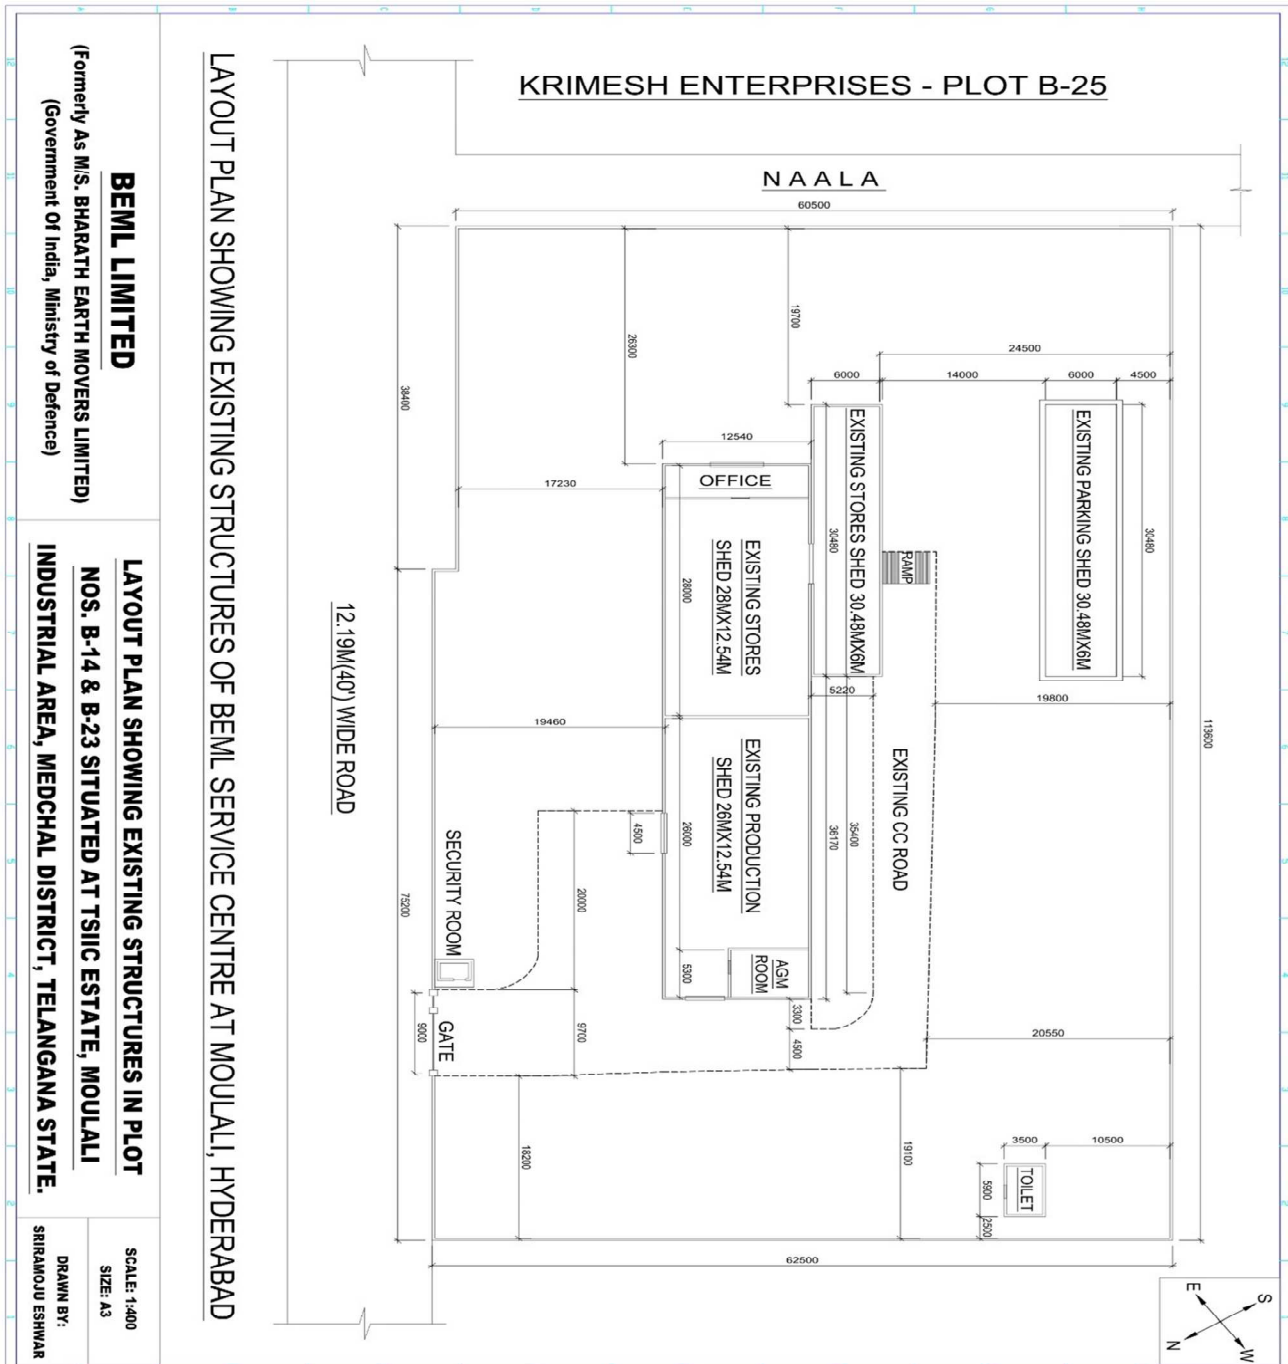 KRIMESH ENTERPRISES - PLOT B-25
NAALA
60500
LAYOUT PLAN SHOWING EXISTING STRUCTURES OF BEML SERVICE CENTRE AT MOULALI, HYDERABAD
12.19M(40') WIDE ROAD
38400
75200
113600
62500
26300
19700
24500
6000
14000
6000
4500
12540
17230
OFFICE
EXISTING STORES
SHED 28MX12.54M
28000
EXISTING STORES SHED 30.48MX6M
30480
RAMP
EXISTING PARKING SHED 30.48MX6M
30480
5220
19800
19460
EXISTING PRODUCTION
SHED 26MX12.54M
26000
4500
20000
36170
35400
EXISTING CC ROAD
AGM
ROOM
5300
3300
4500
SECURITY ROOM
GATE
9000
9700
20550
18200
19100
3500
10500
TOILET
5900
2500
S
E
W
N
BEML LIMITED
(Formerly As M/S. BHARATH EARTH MOVERS LIMITED)
(Government Of India, Ministry of Defence)
LAYOUT PLAN SHOWING EXISTING STRUCTURES IN PLOT
NOS. B-14 & B-23 SITUATED AT TSIIC ESTATE, MOULALI
INDUSTRIAL AREA, MEDCHAL DISTRICT, TELANGANA STATE.
SCALE: 1:400
SIZE: A3
DRAWN BY:
SRIRAMOJU ESHWAR